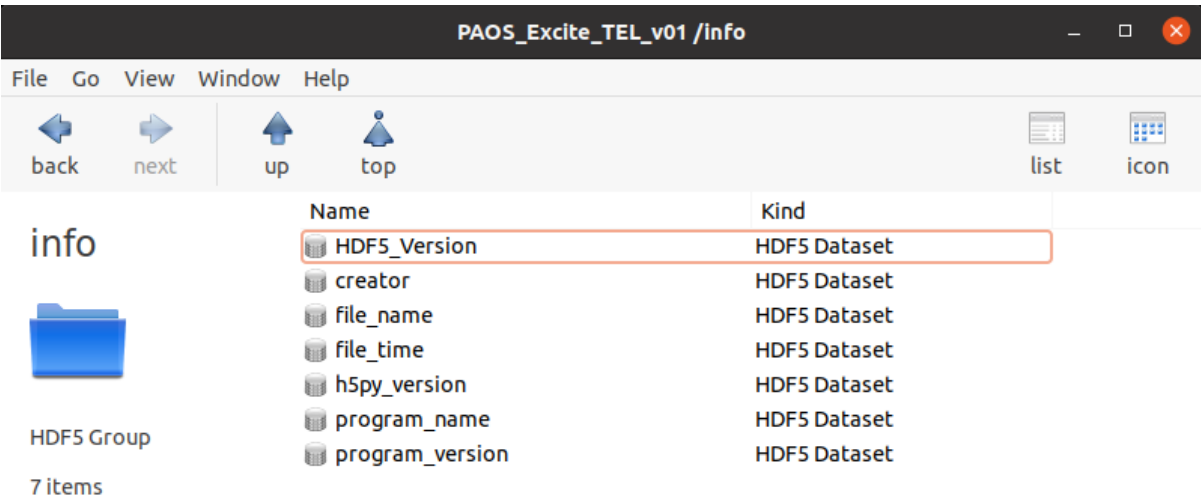 PAOS_Excite_TEL_v01 /info
File Go View Window Help
back next up top list icon
info
HDF5 Group
7 items
Name Kind
HDF5_Version HDF5 Dataset
creator HDF5 Dataset
file_name HDF5 Dataset
file_time HDF5 Dataset
h5py_version HDF5 Dataset
program_name HDF5 Dataset
program_version HDF5 Dataset